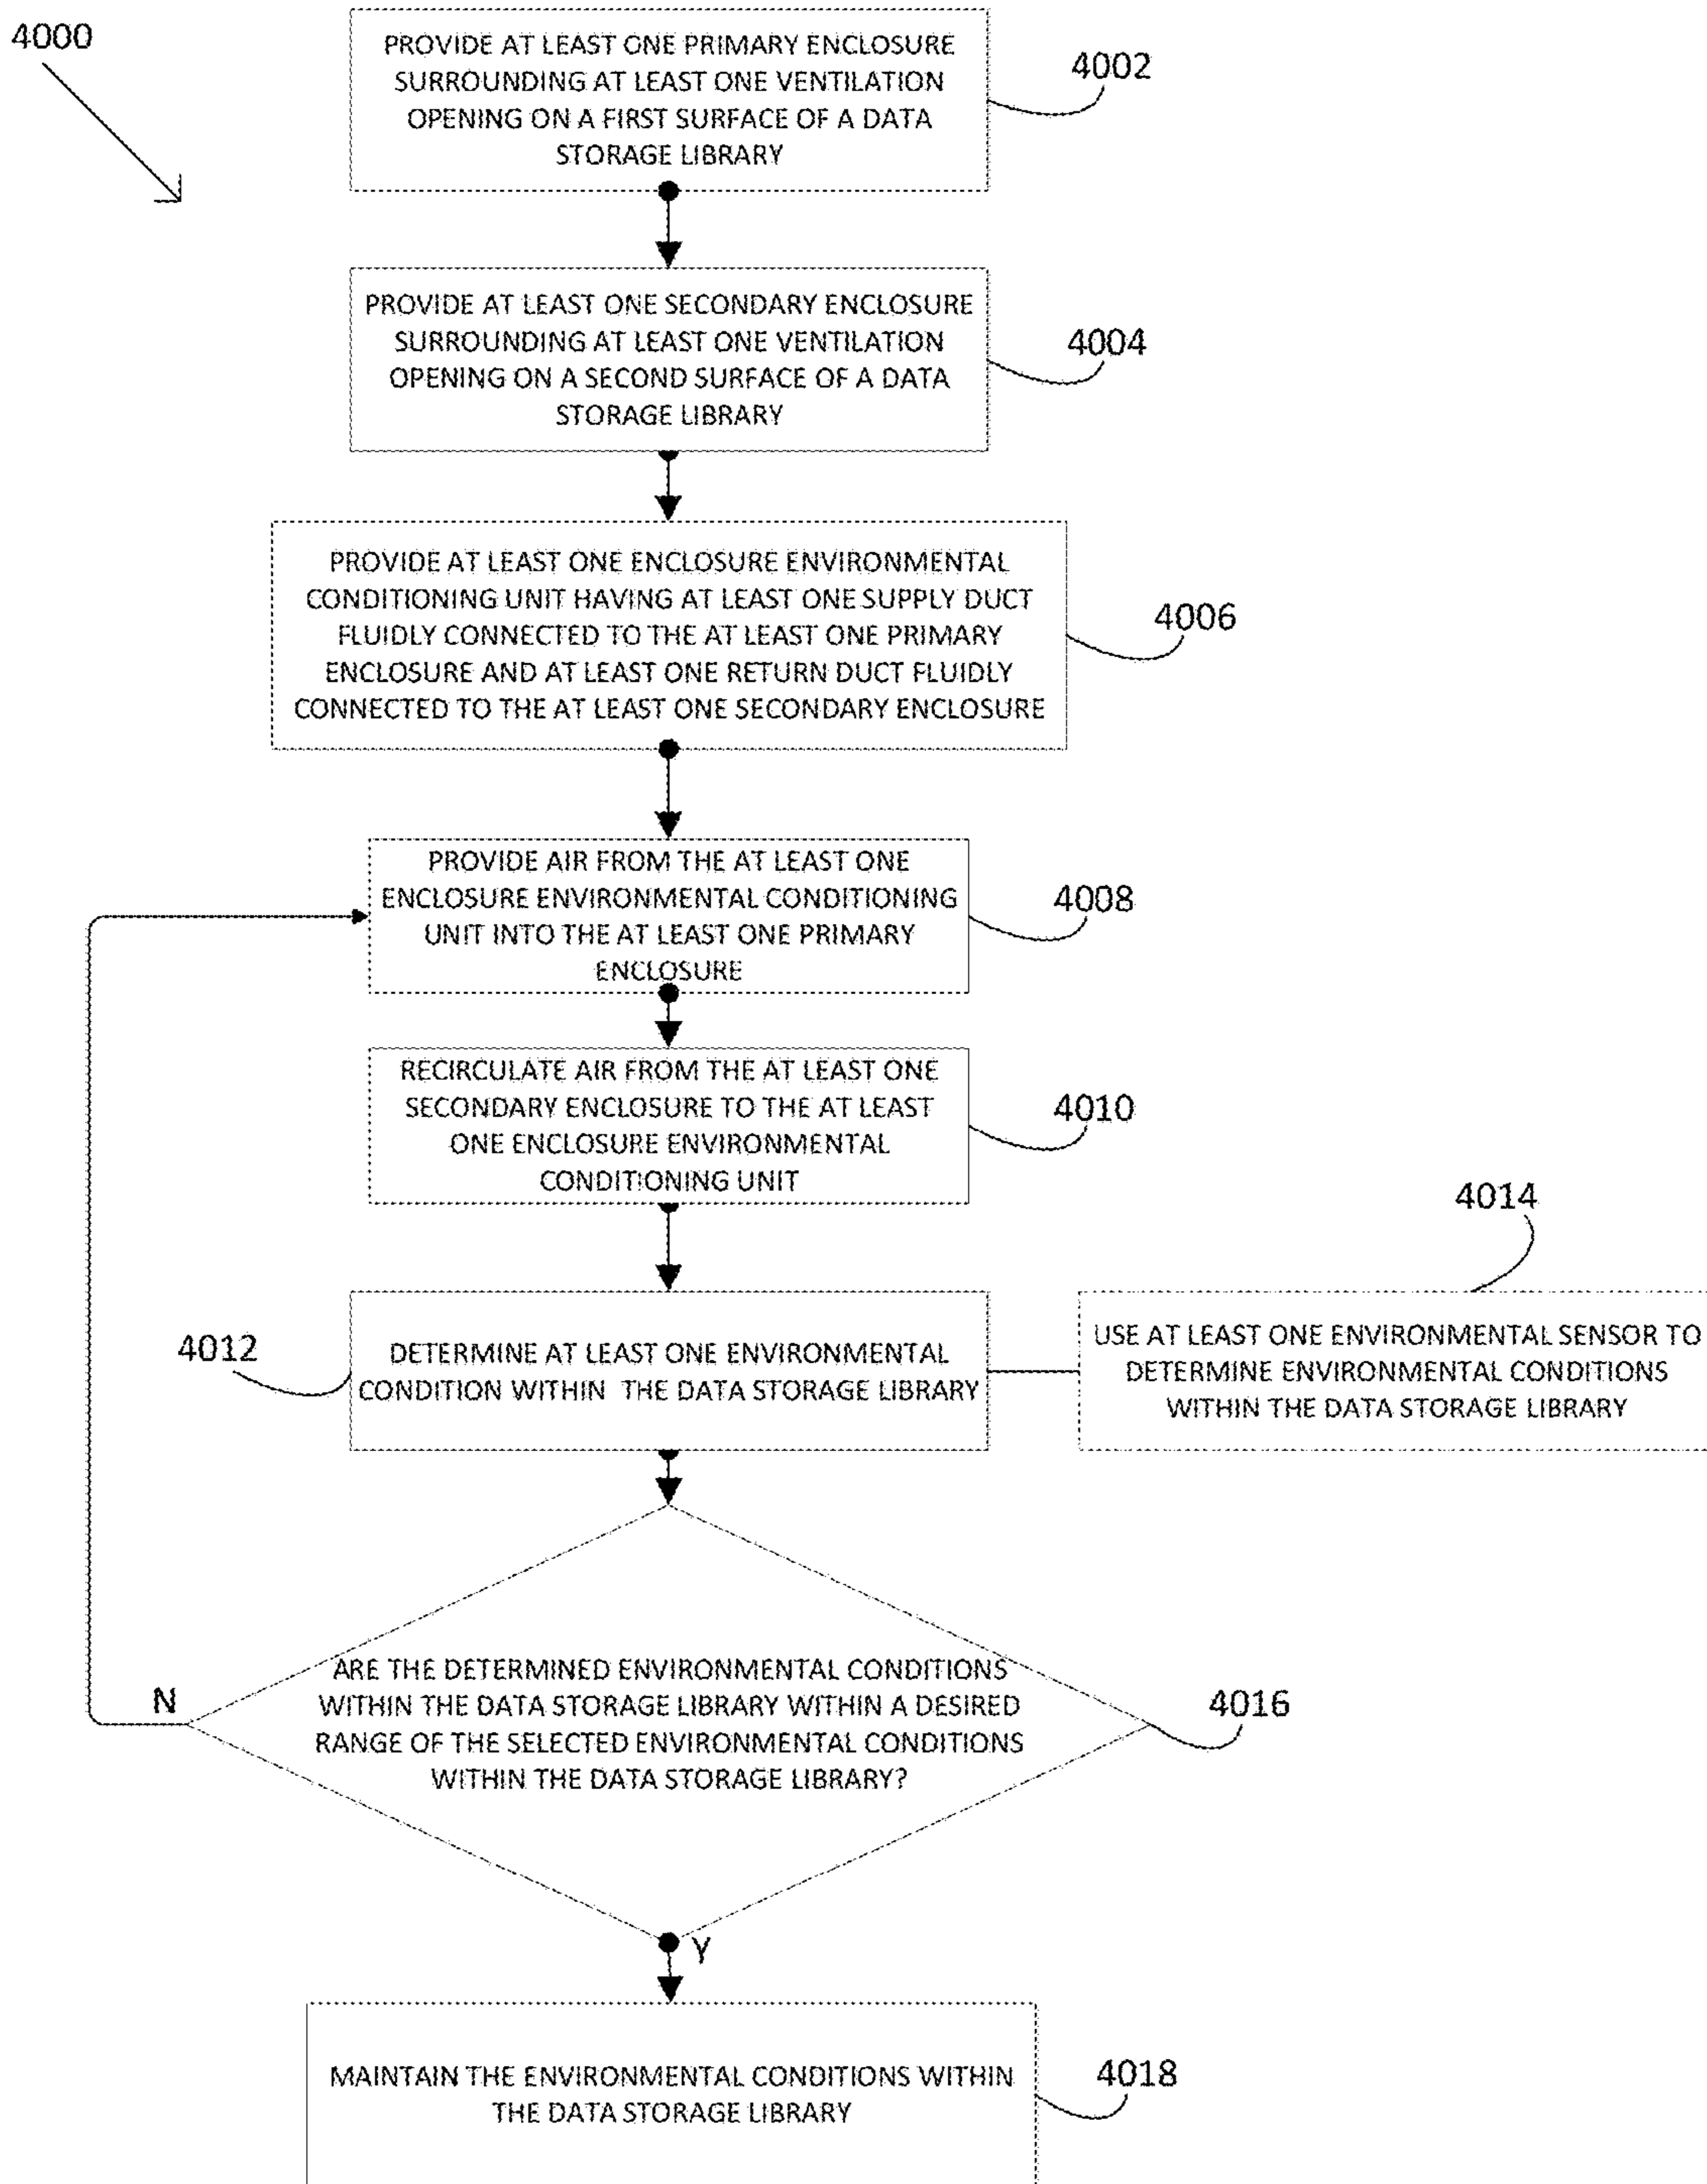 4000
PROVIDE AT LEAST ONE PRIMARY ENCLOSURE
SURROUNDING AT LEAST ONE VENTILATION
OPENING ON A FIRST SURFACE OF A DATA
STORAGE LIBRARY
4002
PROVIDE AT LEAST ONE SECONDARY ENCLOSURE
SURROUNDING AT LEAST ONE VENTILATION
OPENING ON A SECOND SURFACE OF A DATA
STORAGE LIBRARY
4004
PROVIDE AT LEAST ONE ENCLOSURE ENVIRONMENTAL
CONDITIONING UNIT HAVING AT LEAST ONE SUPPLY DUCT
FLUIDLY CONNECTED TO THE AT LEAST ONE PRIMARY
ENCLOSURE AND AT LEAST ONE RETURN DUCT FLUIDLY
CONNECTED TO THE AT LEAST ONE SECONDARY ENCLOSURE
4006
PROVIDE AIR FROM THE AT LEAST ONE
ENCLOSURE ENVIRONMENTAL CONDITIONING
UNIT INTO THE AT LEAST ONE PRIMARY
ENCLOSURE
4008
RECIRCULATE AIR FROM THE AT LEAST ONE
SECONDARY ENCLOSURE TO THE AT LEAST
ONE ENCLOSURE ENVIRONMENTAL
CONDITIONING UNIT
4010
4012
DETERMINE AT LEAST ONE ENVIRONMENTAL
CONDITION WITHIN THE DATA STORAGE LIBRARY
4014
USE AT LEAST ONE ENVIRONMENTAL SENSOR TO
DETERMINE ENVIRONMENTAL CONDITIONS
WITHIN THE DATA STORAGE LIBRARY
ARE THE DETERMINED ENVIRONMENTAL CONDITIONS
WITHIN THE DATA STORAGE LIBRARY WITHIN A DESIRED
RANGE OF THE SELECTED ENVIRONMENTAL CONDITIONS
WITHIN THE DATA STORAGE LIBRARY?
4016
N
Y
MAINTAIN THE ENVIRONMENTAL CONDITIONS WITHIN
THE DATA STORAGE LIBRARY
4018